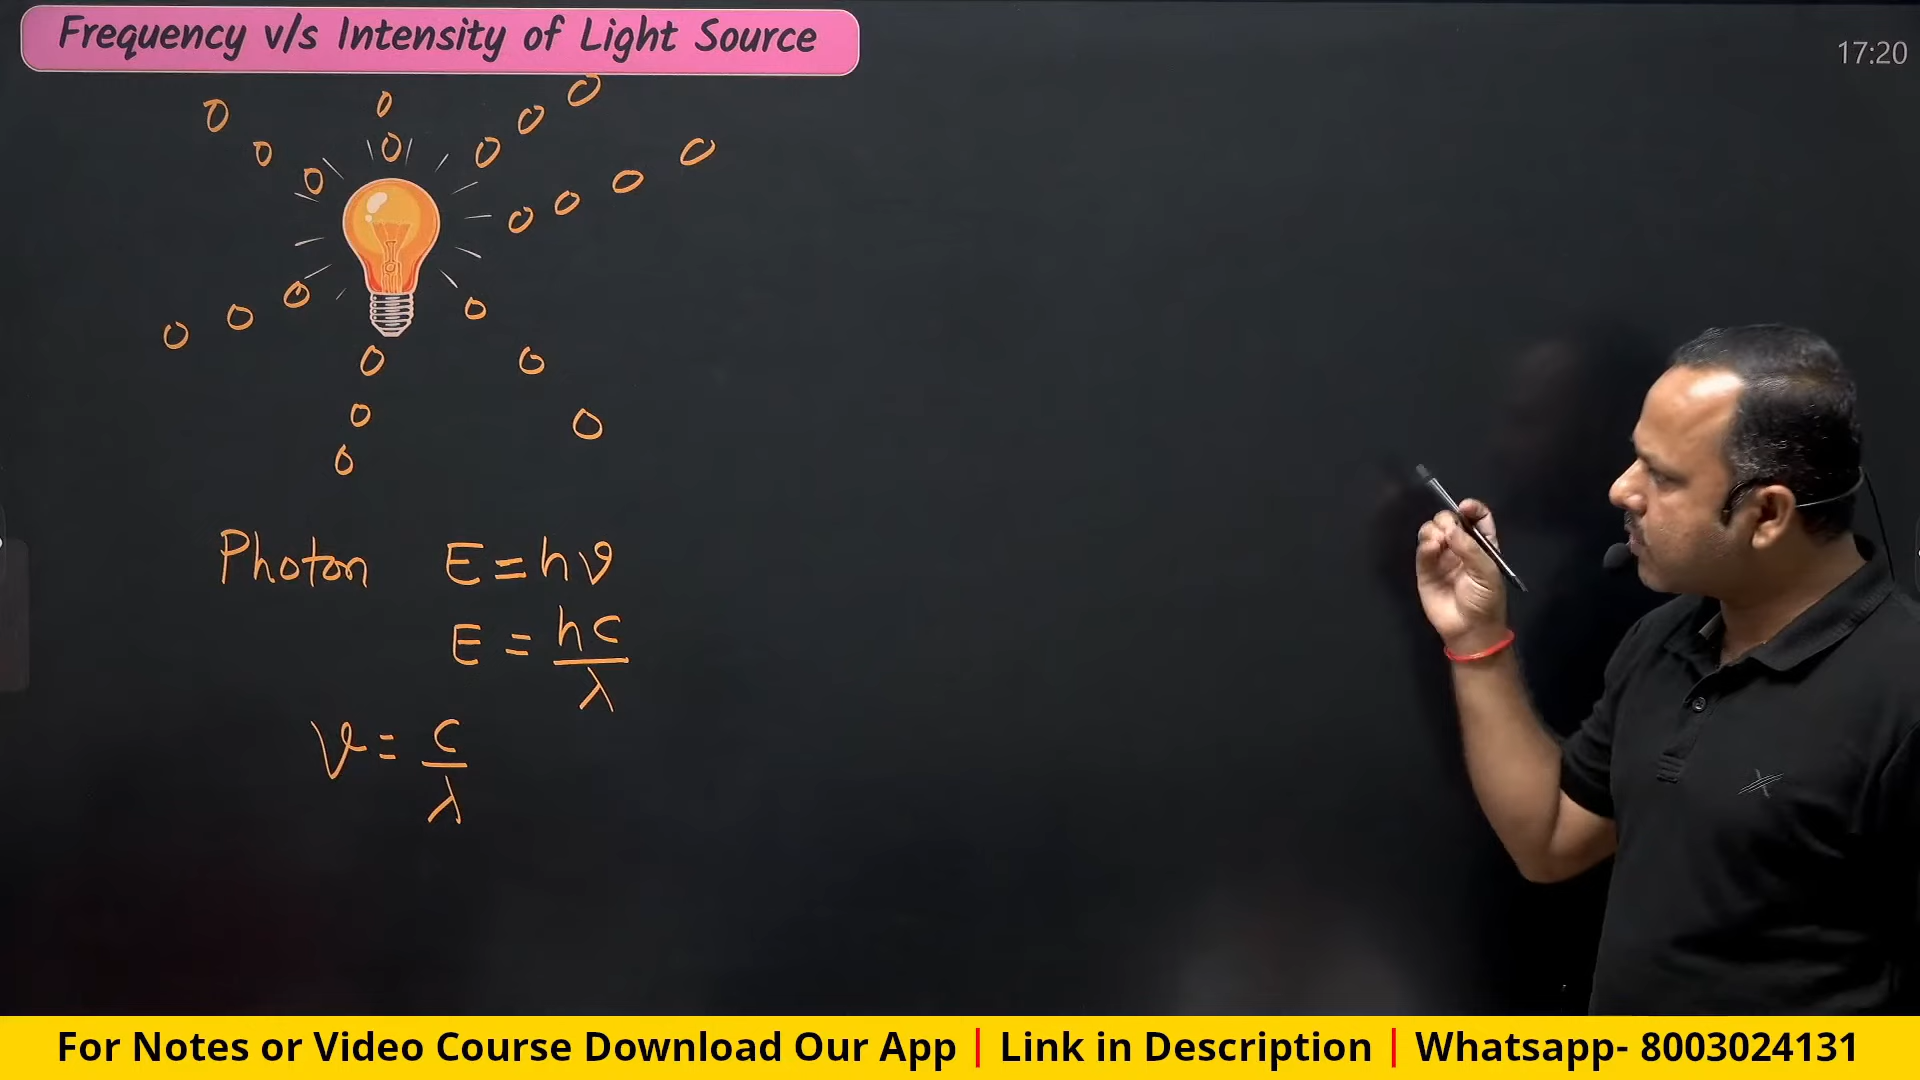 Frequency v/s Intensity of Light Source
17:20
Photon E = hν
E = hc/λ
ν = c/λ
For Notes or Video Course Download Our App | Link in Description | Whatsapp- 8003024131